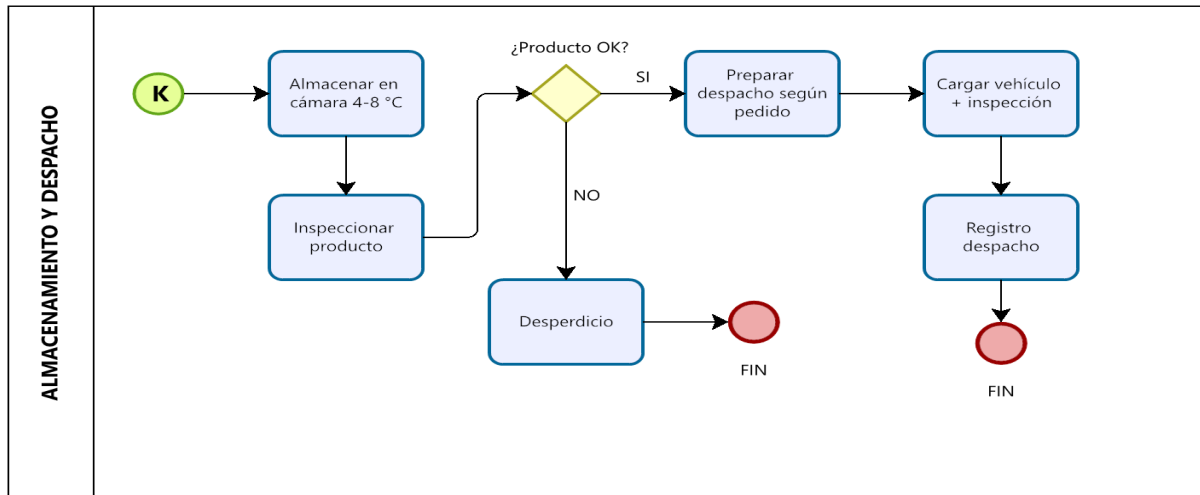 ALMACENAMIENTO Y DESPACHO
K
Almacenar en
cámara 4-8 °C
Inspeccionar
producto
¿Producto OK?
SI
NO
Preparar
despacho según
pedido
Cargar vehículo
+ inspección
Registro
despacho
FIN
Desperdicio
FIN